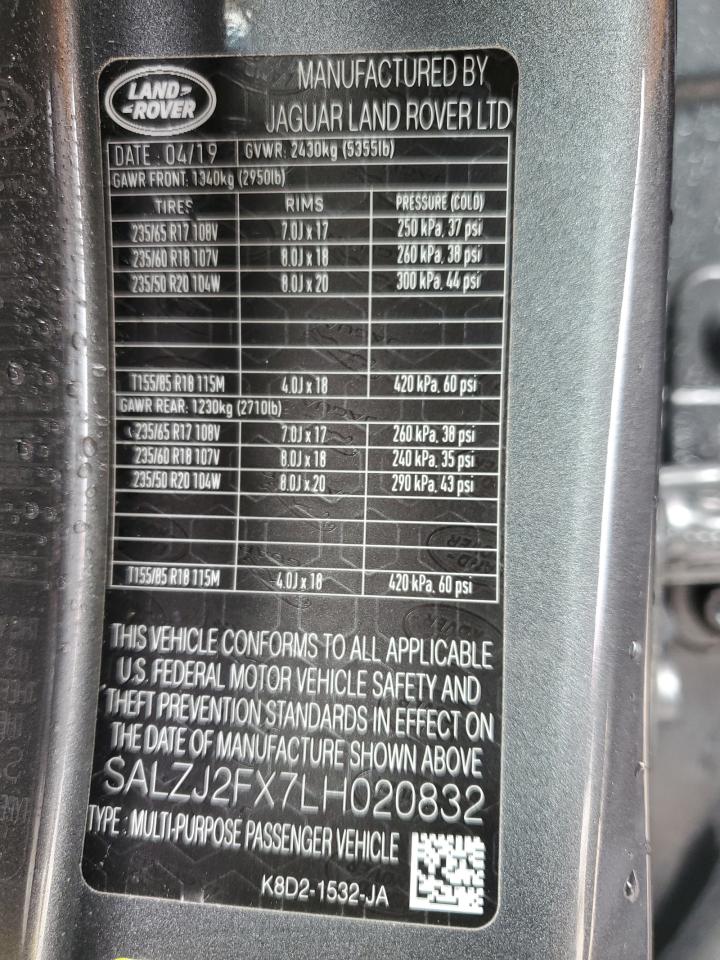 LAND-
-ROVER
MANUFACTURED BY
JAGUAR LAND ROVER LTD
DATE : 04/19 GVWR: 2430kg (5355lb)
GAWR FRONT: 1340kg (2950lb)
TIRES RIMS PRESSURE (COLD)
235/65 R17 108V 7.0J x 17 250 kPa, 37 psi
235/60 R18 107V 8.0J x 18 260 kPa, 38 psi
235/50 R20 104W 8.0J x 20 300 kPa, 44 psi
T155/85 R18 115M 4.0J x 18 420 kPa, 60 psi
GAWR REAR: 1230kg (2710lb)
235/65 R17 108V 7.0J x 17 260 kPa, 38 psi
235/60 R18 107V 8.0J x 18 240 kPa, 35 psi
235/50 R20 104W 8.0J x 20 290 kPa, 43 psi
T155/85 R18 115M 4.0J x 18 420 kPa, 60 psi
THIS VEHICLE CONFORMS TO ALL APPLICABLE
U.S. FEDERAL MOTOR VEHICLE SAFETY AND
THEFT PREVENTION STANDARDS IN EFFECT ON
THE DATE OF MANUFACTURE SHOWN ABOVE
SALZJ2FX7LH020832
TYPE : MULTI-PURPOSE PASSENGER VEHICLE
K8D2-1532-JA